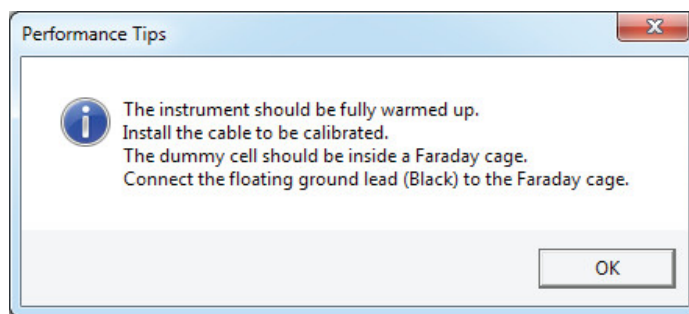 Performance Tips
The instrument should be fully warmed up.
Install the cable to be calibrated.
The dummy cell should be inside a Faraday cage.
Connect the floating ground lead (Black) to the Faraday cage.
OK